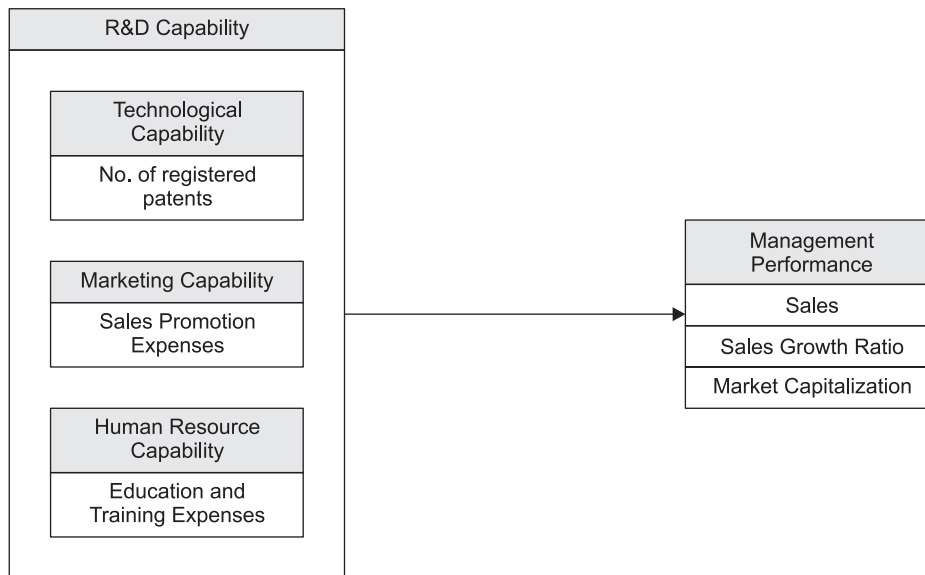 R&D Capability
Technological
Capability
No. of registered
patents
Marketing Capability
Sales Promotion
Expenses
Human Resource
Capability
Education and
Training Expenses
Management
Performance
Sales
Sales Growth Ratio
Market Capitalization